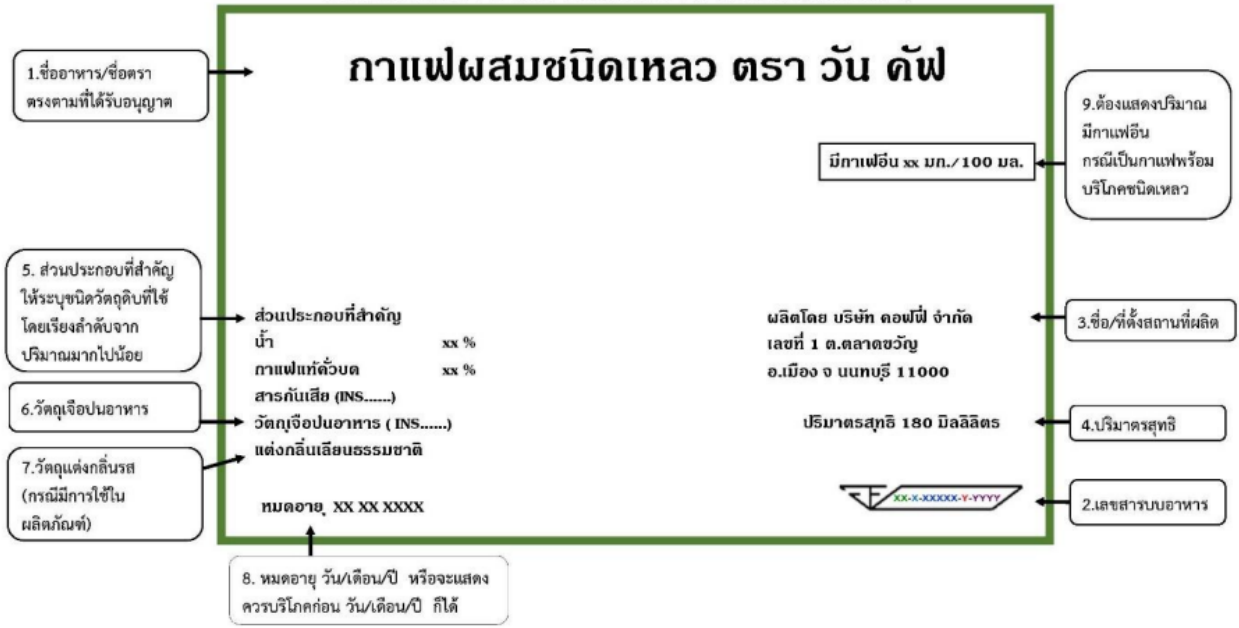 กาแฟผสมชนิดเหลว ตรา วัน คัฟ
1.ชื่ออาหาร/ชื่อตรา
ตรงตามที่ได้รับอนุญาต
9.ต้องแสดงปริมาณ
มีกาแฟอีน
กรณีเป็นกาแฟพร้อม
บริโภคชนิดเหลว
มีกาเฟอีน xx มก./100 มล.
5. ส่วนประกอบที่สำคัญ
ให้ระบุชนิดวัตถุดิบที่ใช้
โดยเรียงลำดับจาก
ปริมาณมากไปน้อย
ส่วนประกอบที่สำคัญ
น้ำ xx %
กาแฟแท้คั่วบด xx %
สารกันเสีย (INS......)
วัตถุเจือปนอาหาร ( INS......)
แต่งกลิ่นเลียนธรรมชาติ
ผลิตโดย บริษัท คอฟฟี่ จำกัด
เลขที่ 1 ต.ตลาดขวัญ
อ.เมือง จ นนทบุรี 11000
3.ชื่อ/ที่ตั้งสถานที่ผลิต
6.วัตถุเจือปนอาหาร
ปริมาตรสุทธิ 180 มิลลิลิตร
4.ปริมาตรสุทธิ
7.วัตถุแต่งกลิ่นรส
(กรณีมีการใช้ใน
ผลิตภัณฑ์)
หมดอายุ XX XX XXXX
XX-X-XXXXX-Y-YYYY
2.เลขสารบบอาหาร
8. หมดอายุ วัน/เดือน/ปี หรือจะแสดง
ควรบริโภคก่อน วัน/เดือน/ปี ก็ได้